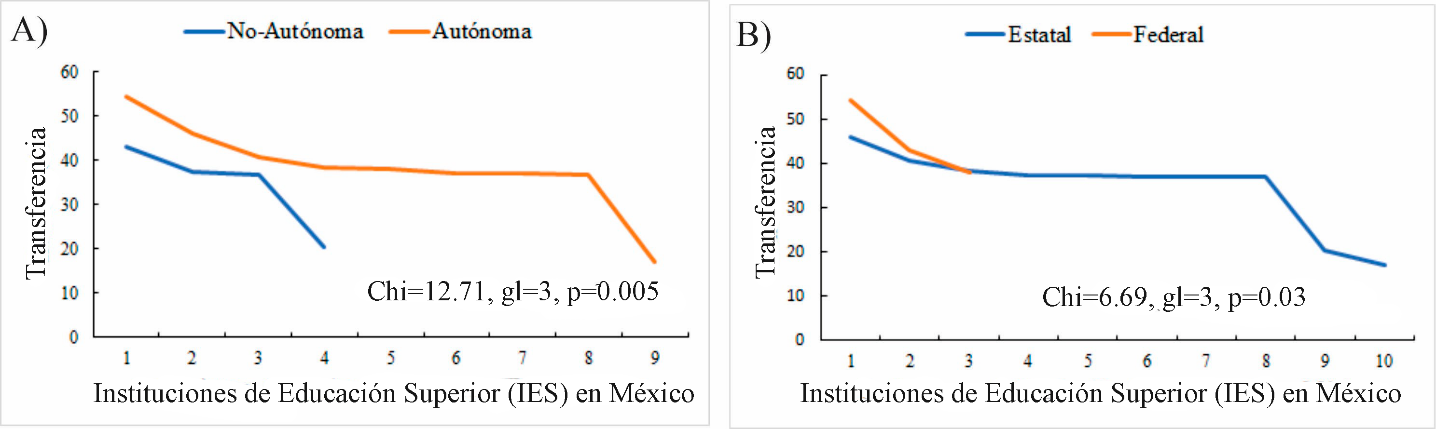 A)
No-Autónoma Autónoma
Transferencia
60
50
40
30
20
10
0
Chi=12.71, gl=3, p=0.005
1 2 3 4 5 6 7 8 9
Instituciones de Educación Superior (IES) en México
B)
Estatal Federal
Transferencia
60
50
40
30
20
10
0
Chi=6.69, gl=3, p=0.03
1 2 3 4 5 6 7 8 9 10
Instituciones de Educación Superior (IES) en México